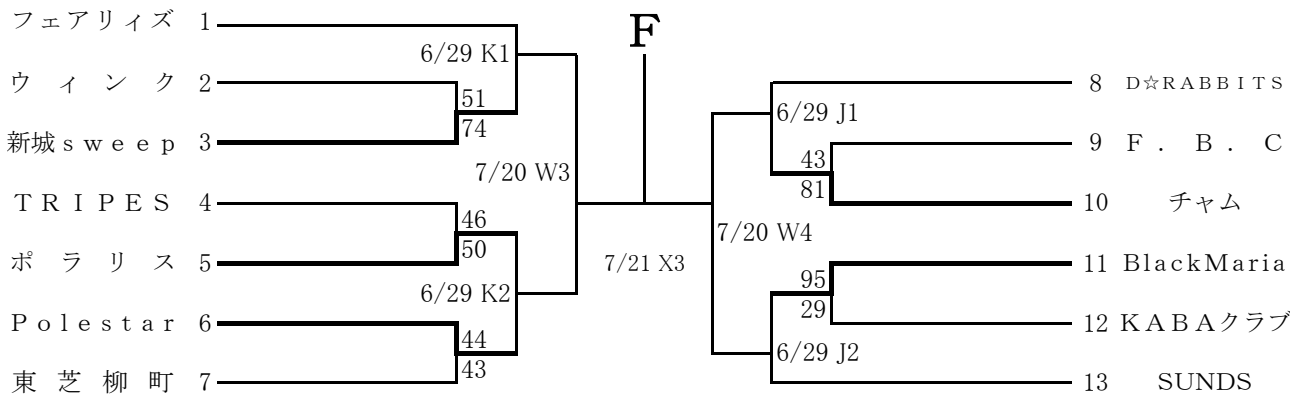 フェアリィズ 1
6/29 K1
ウィンク 2
51
74
新城sweep 3
7/20 W3
TRIPES 4
46
50
ポラリス 5
6/29 K2
Polestar 6
44
43
東芝柳町 7
F
7/21 X3
8 D☆RABBITS
6/29 J1
9 F.B.C
43
81
10 チャム
7/20 W4
11 BlackMaria
95
29
12 KABAクラブ
6/29 J2
13 SUNDS